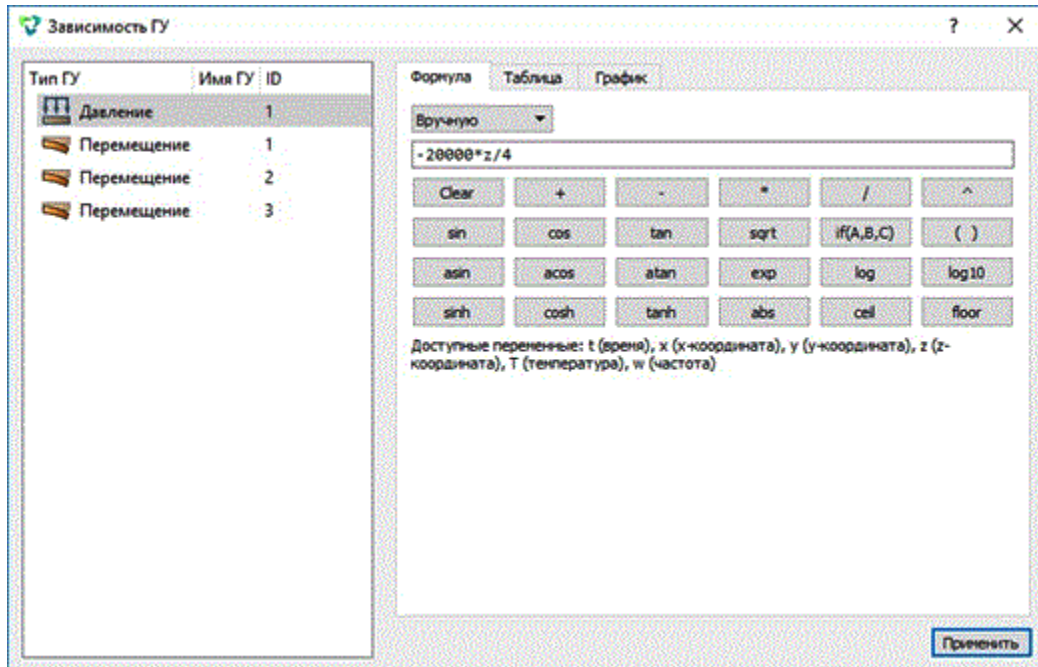 Зависимость ГУ
?
Тип ГУ Имя ГУ ID
Давление 1
Перемещение 1
Перемещение 2
Перемещение 3
Формула Таблица График
Вручную
-20000*z/4
Clear + - * / ^
sin cos tan sqrt if(A,B,C) ( )
asin acos atan exp log log10
sinh cosh tanh abs ceil floor
Доступные переменные: t (время), x (x-координата), y (y-координата), z (z-
координата), T (температура), w (частота)
Применить